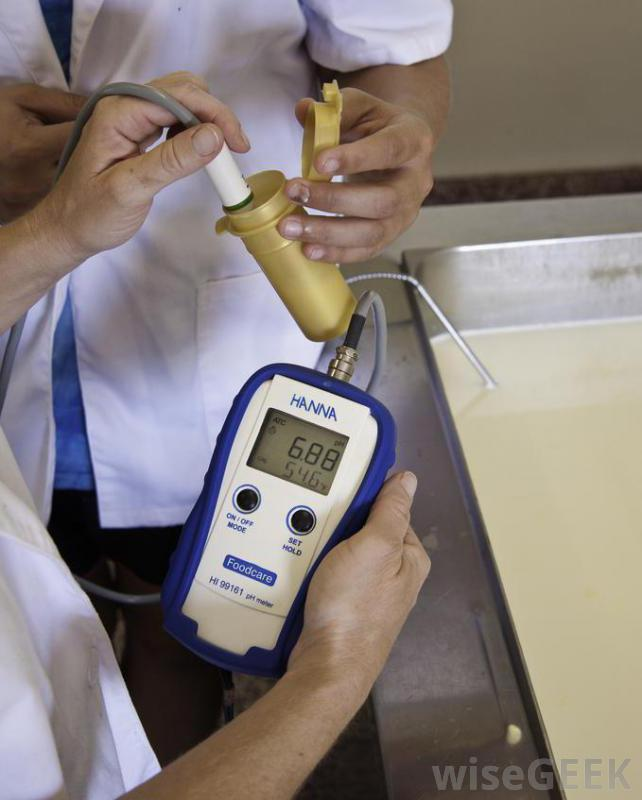 HANNA
ATC
pH
6.88
54.6
ON / OFF
MODE
SET
HOLD
Foodcare
HI 99161 pH meter
wiseGEEK